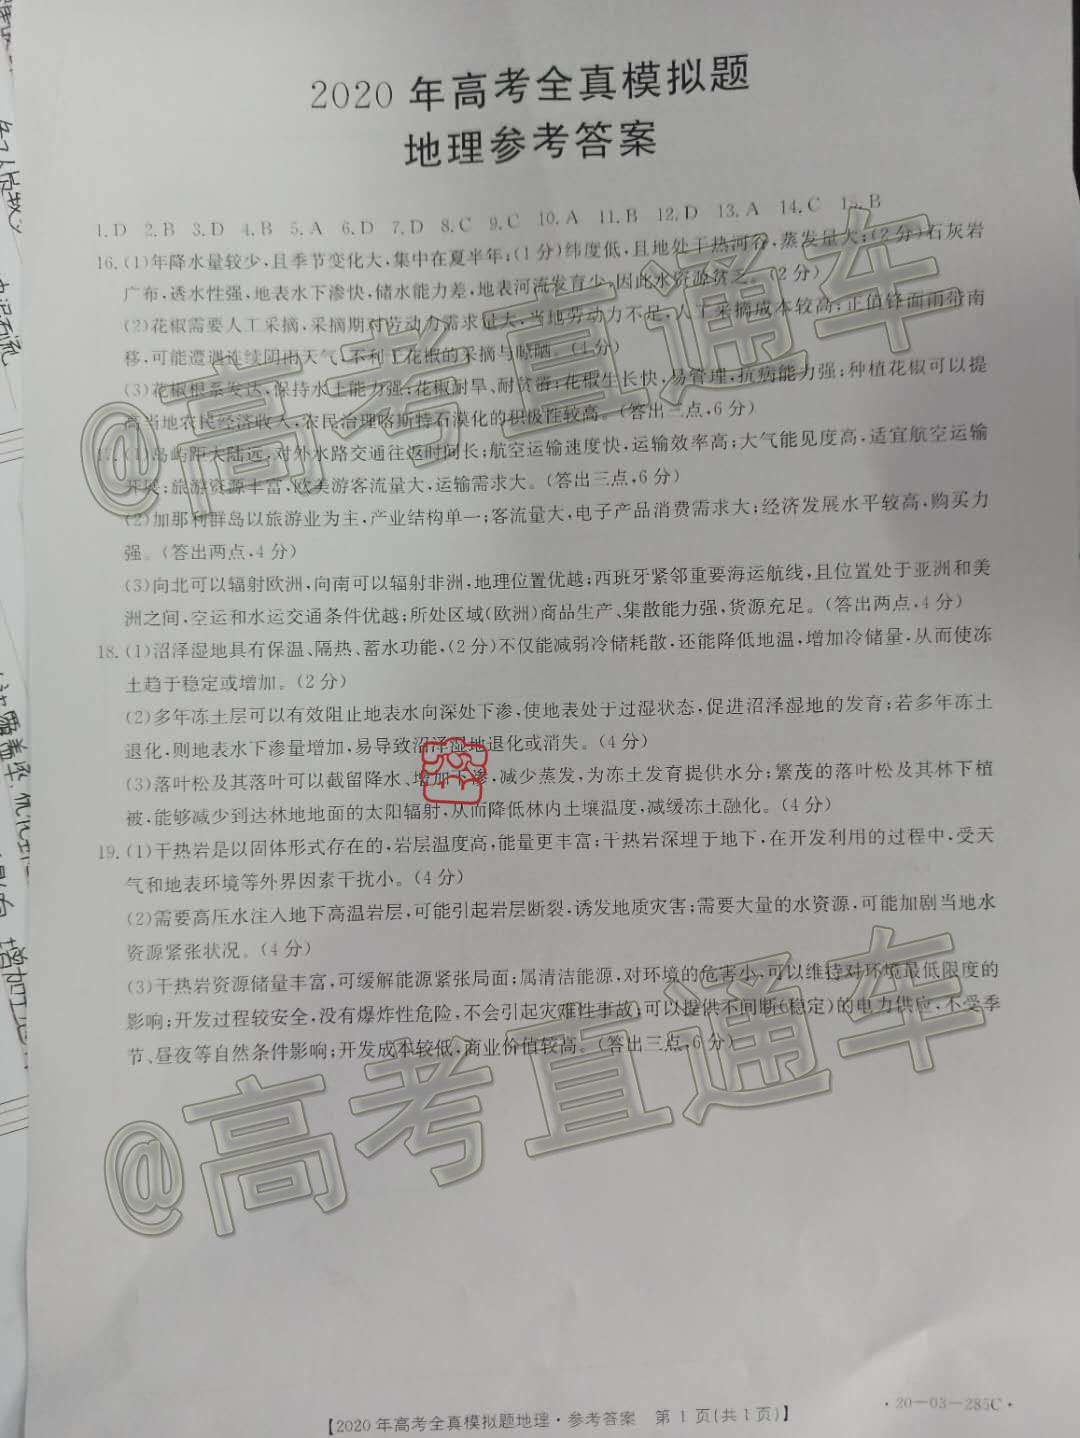 2020 年高考全真模拟题
地理参考答案
1. D 2. B 3. D 4. B 5. A 6. D 7. D 8. C 9. C 10. A 11. B 12. D 13. A 14. C 15. B
16. (1)年降水量较少,且季节变化大,集中在夏半年;(1 分)纬度低,且地处干热河谷,蒸发量大;(2 分)石灰岩
广布,透水性强,地表水下渗快,储水能力差,地表河流发育少,因此水资源贫乏。(2 分)
(2)花椒需要人工采摘,采摘期对劳动力需求量大,当地劳动力不足,人工采摘成本较高;正值锋面雨带南
移,可能遭遇连续阴雨天气,不利于花椒的采摘与晾晒。(4 分)
(3)花椒根系发达,保持水土能力强;花椒耐旱、耐贫瘠;花椒生长快,易管理,抗病能力强;种植花椒可以提
高当地农民经济收入,农民治理喀斯特石漠化的积极性较高。(答出三点,6 分)
17. (1)岛屿距大陆远,对外水路交通往返时间长;航空运输速度快,运输效率高;大气能见度高,适宜航空运输
开展;旅游资源丰富,欧美游客流量大,运输需求大。(答出三点,6 分)
(2)加那利群岛以旅游业为主,产业结构单一;客流量大,电子产品消费需求大;经济发展水平较高,购买力
强。(答出两点,4 分)
(3)向北可以辐射欧洲,向南可以辐射非洲,地理位置优越;西班牙紧邻重要海运航线,且位置处于亚洲和美
洲之间,空运和水运交通条件优越;所处区域(欧洲)商品生产、集散能力强,货源充足。(答出两点,4 分)
18. (1)沼泽湿地具有保温、隔热、蓄水功能,(2 分)不仅能减弱冷储耗散,还能降低地温,增加冷储量,从而使冻
土趋于稳定或增加。(2 分)
(2)多年冻土层可以有效阻止地表水向深处下渗,使地表处于过湿状态,促进沼泽湿地的发育;若多年冻土
退化,则地表水下渗量增加,易导致沼泽湿地退化或消失。(4 分)
(3)落叶松及其落叶可以截留降水、增加下渗,减少蒸发,为冻土发育提供水分;繁茂的落叶松及其林下植
被,能够减少到达林地地面的太阳辐射,从而降低林内土壤温度,减缓冻土融化。(4 分)
19. (1)干热岩是以固体形式存在的,岩层温度高,能量更丰富;干热岩深埋于地下,在开发利用的过程中,受天
气和地表环境等外界因素干扰小。(4 分)
(2)需要高压水注入地下高温岩层,可能引起岩层断裂,诱发地质灾害;需要大量的水资源,可能加剧当地水
资源紧张状况。(4 分)
(3)干热岩资源储量丰富,可缓解能源紧张局面;属清洁能源,对环境的危害小,可以维持对环境最低限度的
影响;开发过程较安全,没有爆炸性危险,不会引起灾难性事故;可以提供不间断(稳定)的电力供应,不受季
节、昼夜等自然条件影响;开发成本较低,商业价值较高。(答出三点,6 分)
@高考直通车
@高考直通车
【2020 年高考全真模拟题地理·参考答案 第 1 页(共 1 页)】
·20-03-285C·